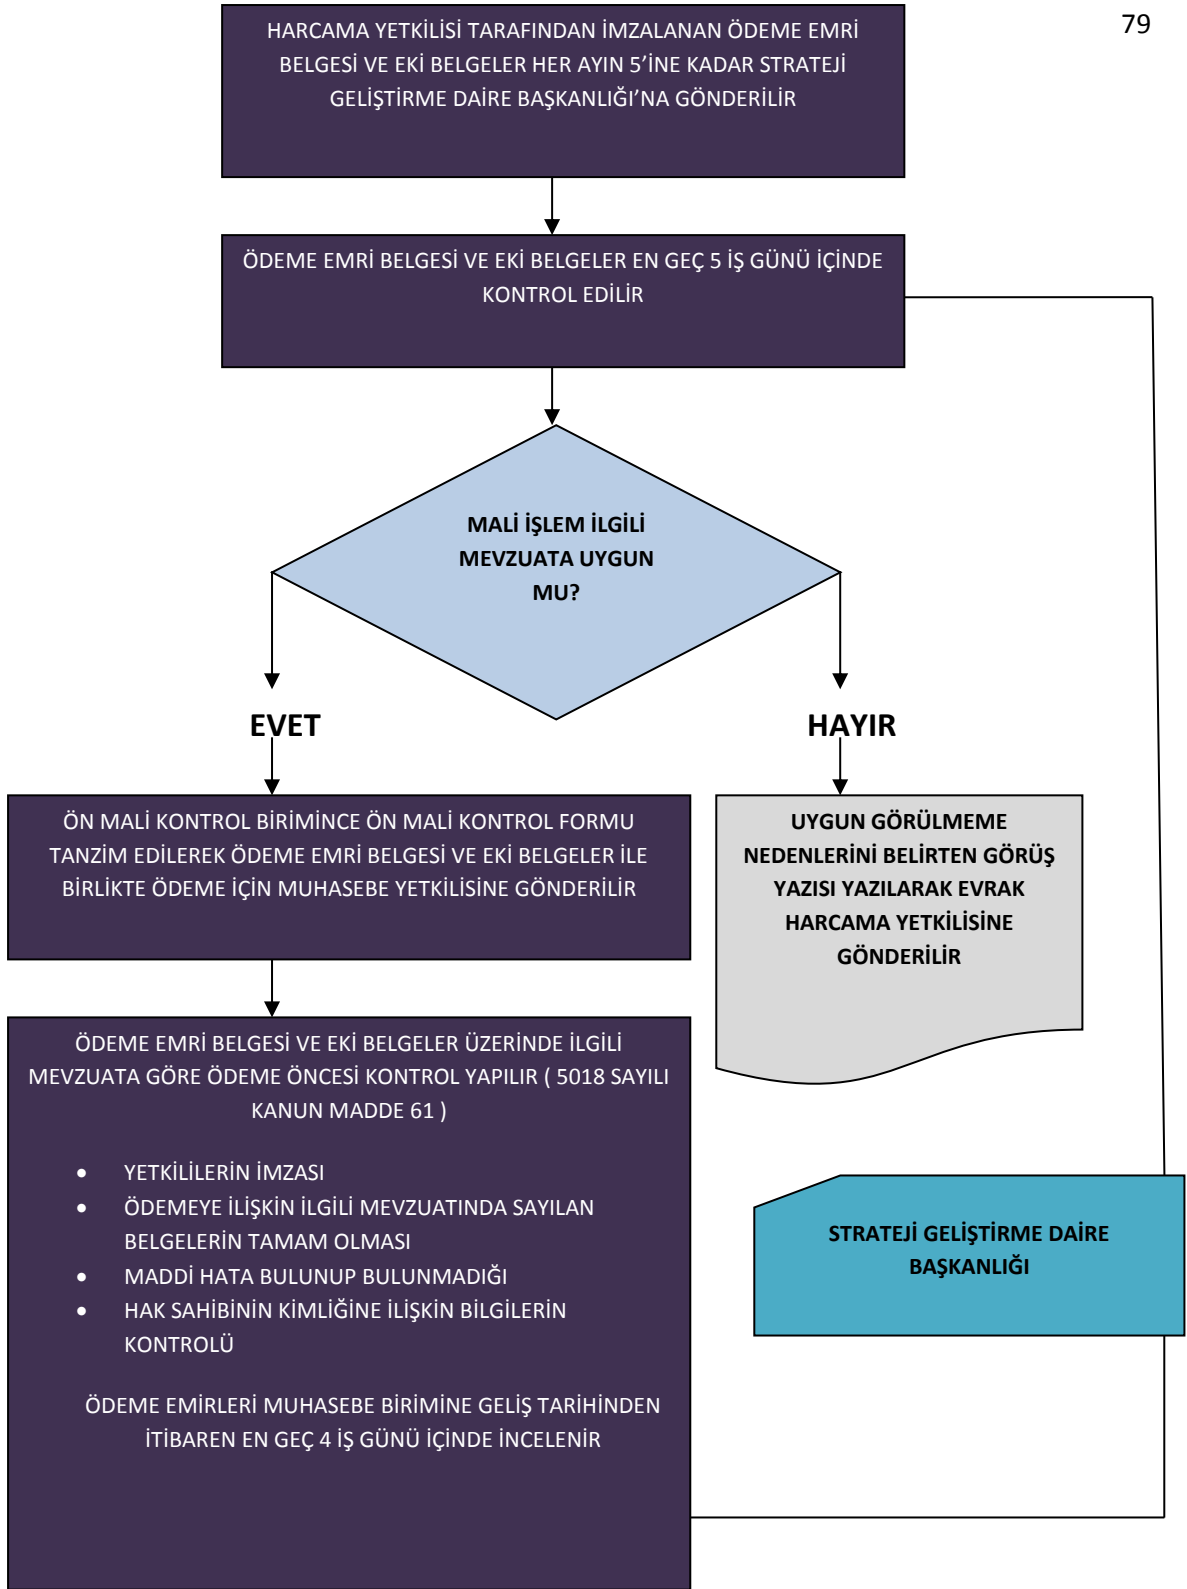 79
HARCAMA YETKİLİSİ TARAFINDAN İMZALANAN ÖDEME EMRİ
BELGESİ VE EKİ BELGELER HER AYIN 5’İNE KADAR STRATEJİ
GELİŞTİRME DAİRE BAŞKANLIĞI’NA GÖNDERİLİR
ÖDEME EMRİ BELGESİ VE EKİ BELGELER EN GEÇ 5 İŞ GÜNÜ İÇİNDE
KONTROL EDİLİR
MALİ İŞLEM İLGİLİ
MEVZUATA UYGUN
MU?
EVET
HAYIR
ÖN MALİ KONTROL BİRİMİNCE ÖN MALİ KONTROL FORMU
TANZİM EDİLEREK ÖDEME EMRİ BELGESİ VE EKİ BELGELER İLE
BİRLİKTE ÖDEME İÇİN MUHASEBE YETKİLİSİNE GÖNDERİLİR
UYGUN GÖRÜLMEME
NEDENLERİNİ BELİRTEN GÖRÜŞ
YAZISI YAZILARAK EVRAK
HARCAMA YETKİLİSİNE
GÖNDERİLİR
ÖDEME EMRİ BELGESİ VE EKİ BELGELER ÜZERİNDE İLGİLİ
MEVZUATA GÖRE ÖDEME ÖNCESİ KONTROL YAPILIR ( 5018 SAYILI
KANUN MADDE 61 )
• YETKİLİLERİN İMZASI
• ÖDEMEYE İLİŞKİN İLGİLİ MEVZUATINDA SAYILAN
BELGELERİN TAMAM OLMASI
• MADDİ HATA BULUNUP BULUNMADIĞI
• HAK SAHİBİNİN KİMLİĞİNE İLİŞKİN BİLGİLERİN
KONTROLÜ
ÖDEME EMİRLERİ MUHASEBE BİRİMİNE GELİŞ TARİHİNDEN
İTİBAREN EN GEÇ 4 İŞ GÜNÜ İÇİNDE İNCELENİR
STRATEJİ GELİŞTİRME DAİRE
BAŞKANLIĞI